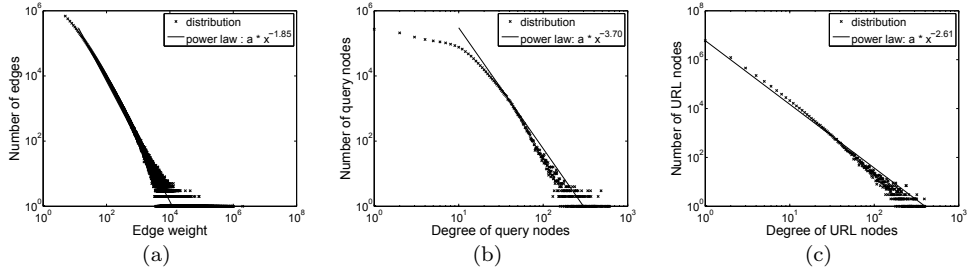 10^6
10^4
10^2
10^0
10^0
10^2
10^4
10^6
10^8
Number of edges
Edge weight
distribution
power law : a * x^−1.85
(a)
10^6
10^4
10^2
10^0
10^0
10^1
10^2
10^3
Number of query nodes
Degree of query nodes
distribution
power law: a * x^−3.70
(b)
10^8
10^6
10^4
10^2
10^0
10^0
10^1
10^2
10^3
Number of URL nodes
Degree of URL nodes
distribution
power law: a * x^−2.61
(c)